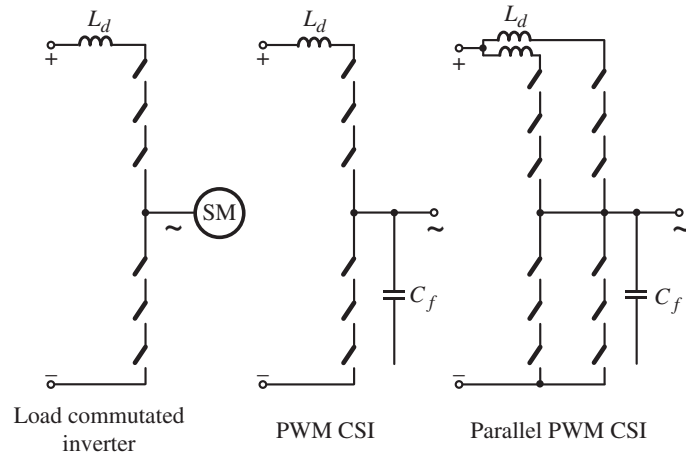 L_d
L_d
L_d
+
+
+
SM
~
~
~
C_f
C_f
−
−
−
Load commutated
inverter
PWM CSI
Parallel PWM CSI